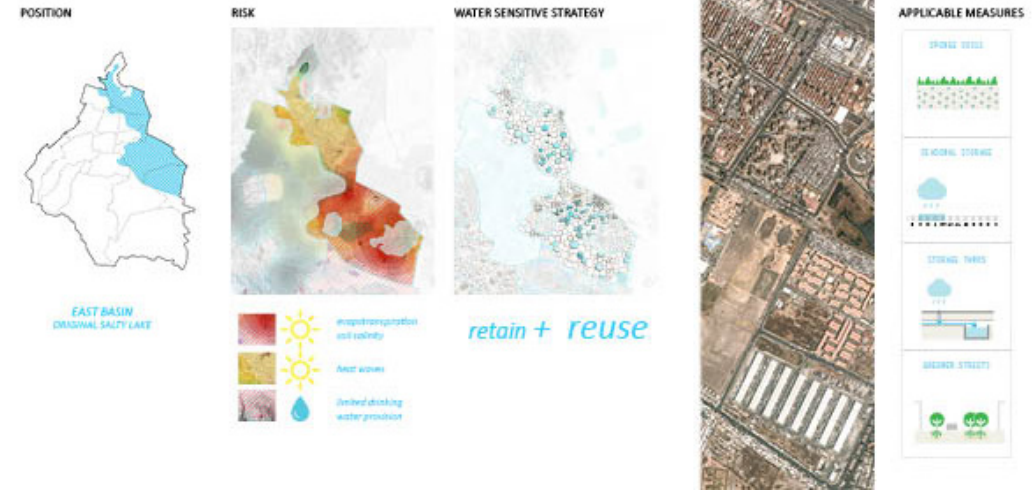 POSITION
RISK
WATER SENSITIVE STRATEGY
APPLICABLE MEASURES
EAST BASIN
ORIGINAL SALTY LAKE
evapotranspiration
soil salinity
heat waves
limited drinking
water provision
retain + reuse
SPONGE SOILS
SEASONAL STORAGE
STORAGE TANKS
GREENER STREETS